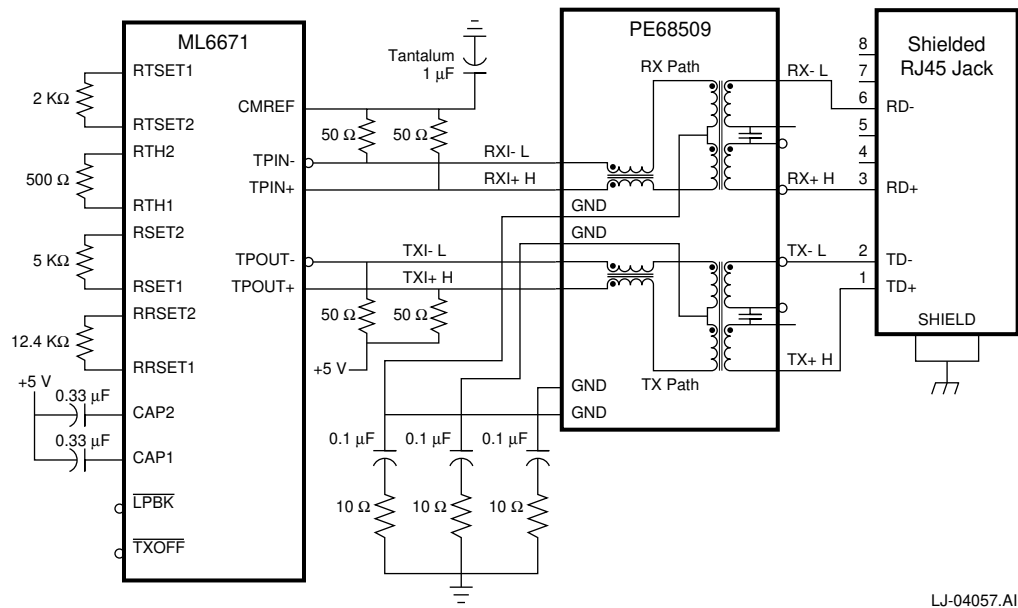 ML6671
PE68509
Shielded
RJ45 Jack
Tantalum
1 µF
RTSET1
2 KΩ
RTSET2
RTH2
500 Ω
RTH1
RSET2
5 KΩ
RSET1
RRSET2
12.4 KΩ
RRSET1
+5 V
0.33 µF
CAP2
0.33 µF
CAP1
LPBK
TXOFF
CMREF
50 Ω
50 Ω
TPIN-
TPIN+
TPOUT-
TPOUT+
RXI- L
RXI+ H
TXI- L
TXI+ H
50 Ω
50 Ω
+5 V
RX Path
GND
GND
TX Path
GND
GND
0.1 µF
0.1 µF
0.1 µF
10 Ω
10 Ω
10 Ω
RX- L
RX+ H
TX- L
TX+ H
8
7
6
RD-
5
4
3
RD+
2
TD-
1
TD+
SHIELD
LJ-04057.AI